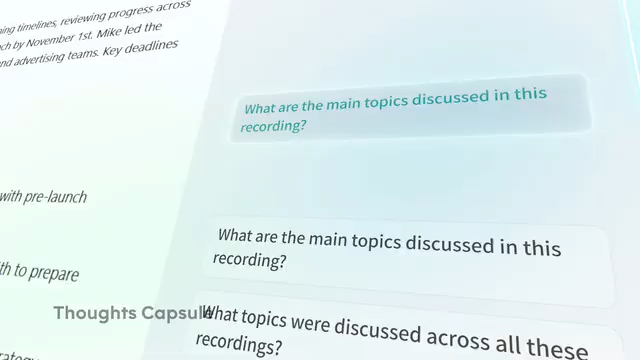 ing timelines, reviewing progress across
ch by November 1st. Mike led the
nd advertising teams. Key deadlines
with pre-launch
to prepare
What are the main topics discussed in this
recording?
What are the main topics discussed in this
recording?
What topics were discussed across all these
recordings?
Thoughts Capsule